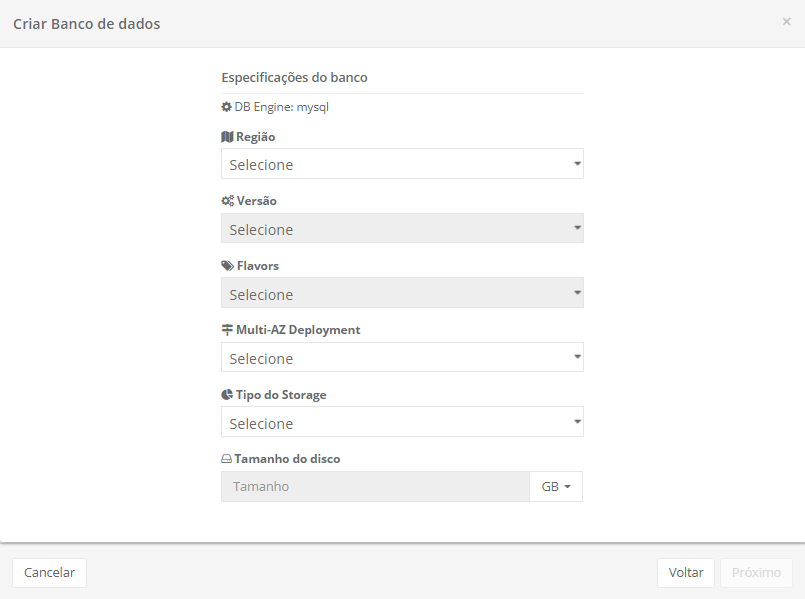 Criar Banco de dados ×
Especificações do banco
DB Engine: mysql
Região
Selecione
Versão
Selecione
Flavors
Selecione
Multi-AZ Deployment
Selecione
Tipo do Storage
Selecione
Tamanho do disco
Tamanho GB
Cancelar Voltar Próximo